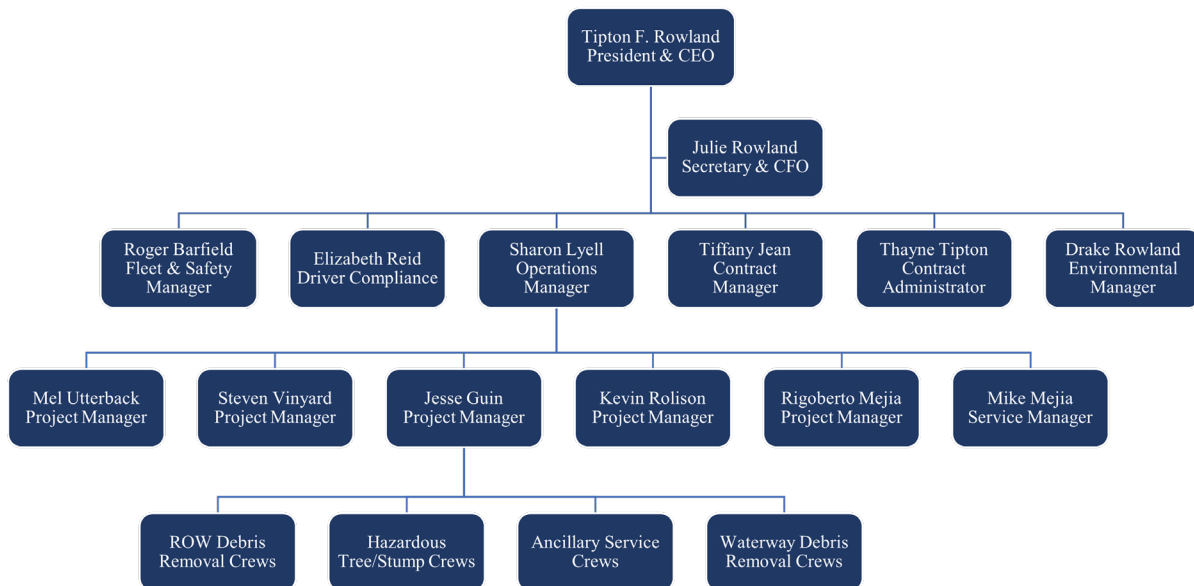 Tipton F. Rowland
President & CEO
Julie Rowland
Secretary & CFO
Roger Barfield
Fleet & Safety
Manager
Elizabeth Reid
Driver Compliance
Sharon Lyell
Operations
Manager
Tiffany Jean
Contract
Manager
Thayne Tipton
Contract
Administrator
Drake Rowland
Environmental
Manager
Mel Utterback
Project Manager
Steven Vinyard
Project Manager
Jesse Guin
Project Manager
Kevin Rolison
Project Manager
Rigoberto Mejia
Project Manager
Mike Mejia
Service Manager
ROW Debris
Removal Crews
Hazardous
Tree/Stump Crews
Ancillary Service
Crews
Waterway Debris
Removal Crews